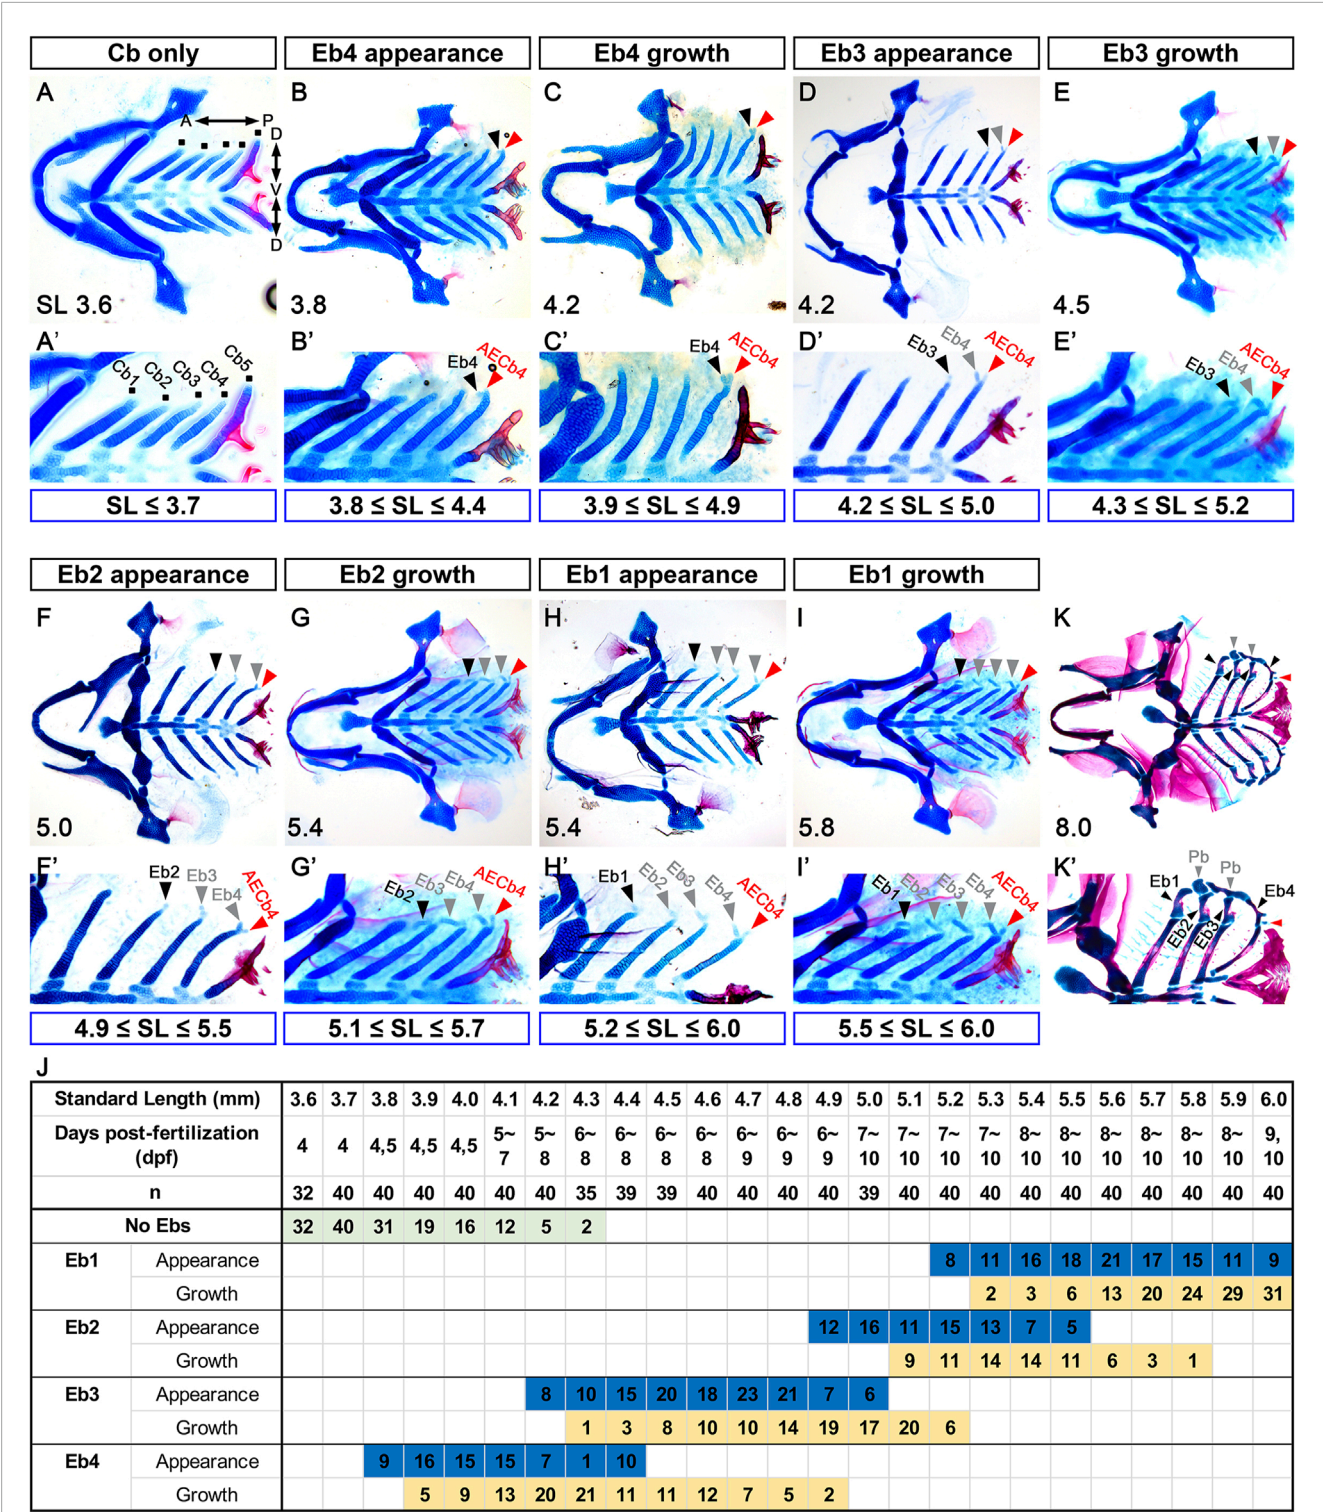 Cb only
Eb4 appearance
Eb4 growth
Eb3 appearance
Eb3 growth
A
A P
D
V
D
SL 3.6
B
3.8
C
4.2
D
4.2
E
4.5
A’
Cb1 Cb2 Cb3 Cb4 Cb5
B’
Eb4 AECb4
C’
Eb4 AECb4
D’
Eb3 Eb4 AECb4
E’
Eb3 Eb4 AECb4
SL ≤ 3.7
3.8 ≤ SL ≤ 4.4
3.9 ≤ SL ≤ 4.9
4.2 ≤ SL ≤ 5.0
4.3 ≤ SL ≤ 5.2
Eb2 appearance
Eb2 growth
Eb1 appearance
Eb1 growth
F
5.0
G
5.4
H
5.4
I
5.8
K
8.0
F’
Eb2 Eb3 Eb4 AECb4
G’
Eb2 Eb3 Eb4 AECb4
H’
Eb1 Eb2 Eb3 Eb4 AECb4
I’
Eb1 Eb2 Eb3 Eb4 AECb4
K’
Pb
Eb1 Pb Eb4
Eb2 Eb3
4.9 ≤ SL ≤ 5.5
5.1 ≤ SL ≤ 5.7
5.2 ≤ SL ≤ 6.0
5.5 ≤ SL ≤ 6.0
J
Standard Length (mm) 3.6 3.7 3.8 3.9 4.0 4.1 4.2 4.3 4.4 4.5 4.6 4.7 4.8 4.9 5.0 5.1 5.2 5.3 5.4 5.5 5.6 5.7 5.8 5.9 6.0
Days post-fertilization (dpf) 4 4 4,5 4,5 4,5 5~7 5~8 6~8 6~8 6~8 6~8 6~9 6~9 6~9 7~10 7~10 7~10 7~10 8~10 8~10 8~10 8~10 8~10 8~10 9,10
n 32 40 40 40 40 40 40 35 39 39 40 40 40 40 39 40 40 40 40 40 40 40 40 40 40
No Ebs 32 40 31 19 16 12 5 2
Eb1 Appearance 8 11 16 18 21 17 15 11 9
Growth 2 3 6 13 20 24 29 31
Eb2 Appearance 12 16 11 15 13 7 5
Growth 9 11 14 14 11 6 3 1
Eb3 Appearance 8 10 15 20 18 23 21 7 6
Growth 1 3 8 10 10 14 19 17 20 6
Eb4 Appearance 9 16 15 15 7 1 10
Growth 5 9 13 20 21 11 11 12 7 5 2